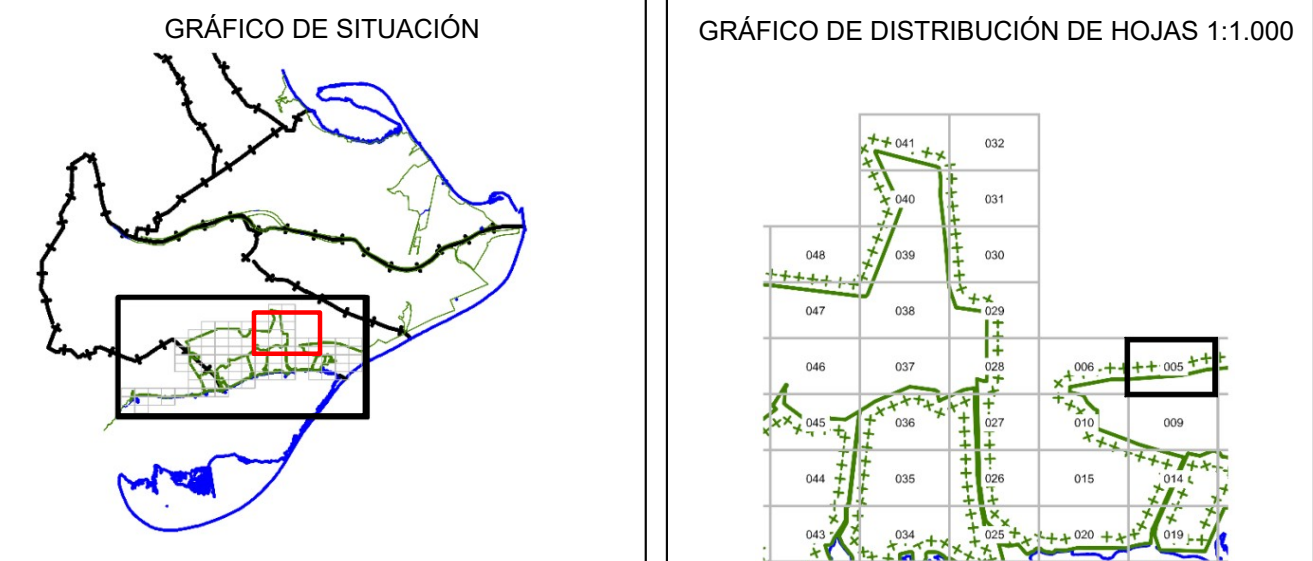 GRÁFICO DE SITUACIÓN
GRÁFICO DE DISTRIBUCIÓN DE HOJAS 1:1.000
041 032
040 031
048 039 030
047 038 029
046 037 028 006 005
045 036 027 010 009
044 035 026 015 014
043 034 025 020 019